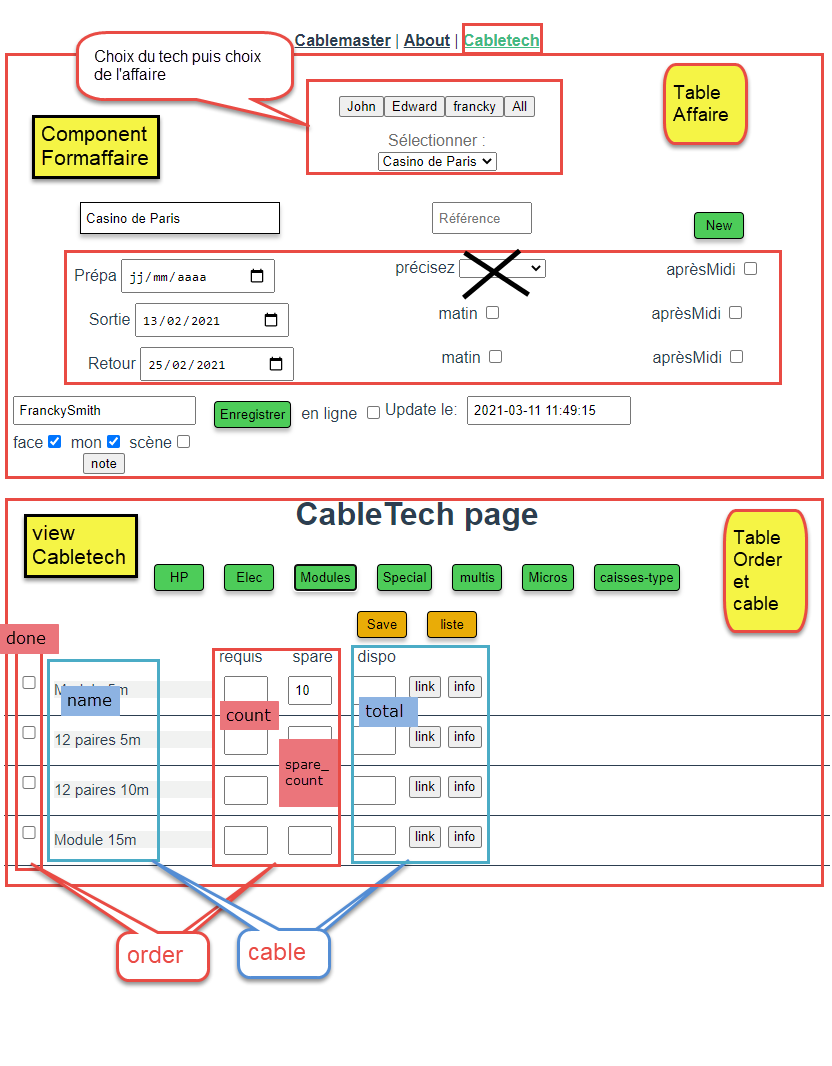 Cablemaster | About | Cabletech
Choix du tech puis choix
de l'affaire
John Edward francky All
Table
Affaire
Component
Formaffaire
Sélectionner :
Casino de Paris
Casino de Paris
Référence
New
Prépa jj/mm/aaaa
précisez
aprèsMidi
Sortie 13/02/2021
matin
aprèsMidi
Retour 25/02/2021
matin
aprèsMidi
FranckySmith
Enregistrer
en ligne
Update le:
2021-03-11 11:49:15
face mon scène
note
CableTech page
view
Cabletech
Table
Order
et
cable
HP Elec Modules Special multis Micros caisses-type
Save liste
done
requis spare dispo
10 link info
name
count
total
12 paires 5m link info
spare_
count
12 paires 10m link info
Module 15m link info
order
cable